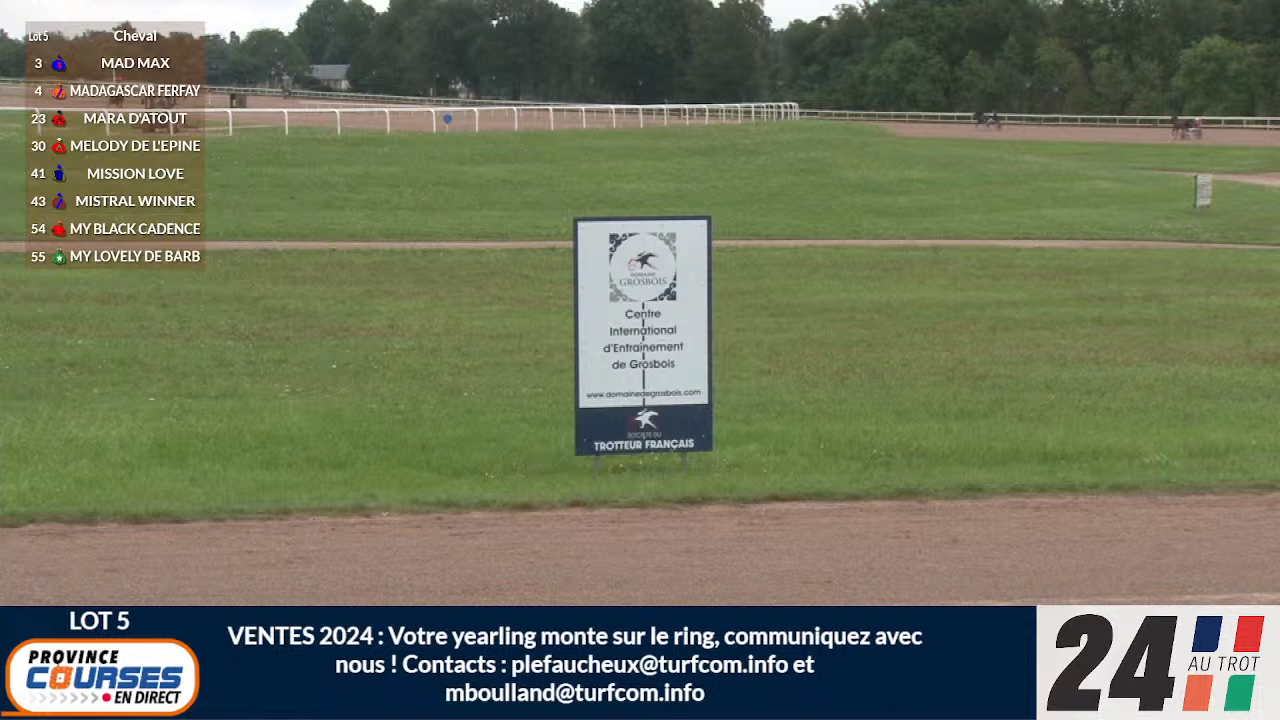 Lot 5 Cheval
3 MAD MAX
4 MADAGASCAR FERFAY
23 MARA D'ATOUT
30 MELODY DE L'EPINE
41 MISSION LOVE
43 MISTRAL WINNER
54 MY BLACK CADENCE
55 MY LOVELY DE BARB
DOMAINE
GROSBOIS
Centre
International
d'Entraînement
de Grosbois
www.domainedegrosbois.com
SOCIÉTÉ DU
TROTTEUR FRANÇAIS
LOT 5
PROVINCE
COURSES
EN DIRECT
VENTES 2024 : Votre yearling monte sur le ring, communiquez avec
nous ! Contacts : plefaucheux@turfcom.info et
mboulland@turfcom.info
24
AU TROT